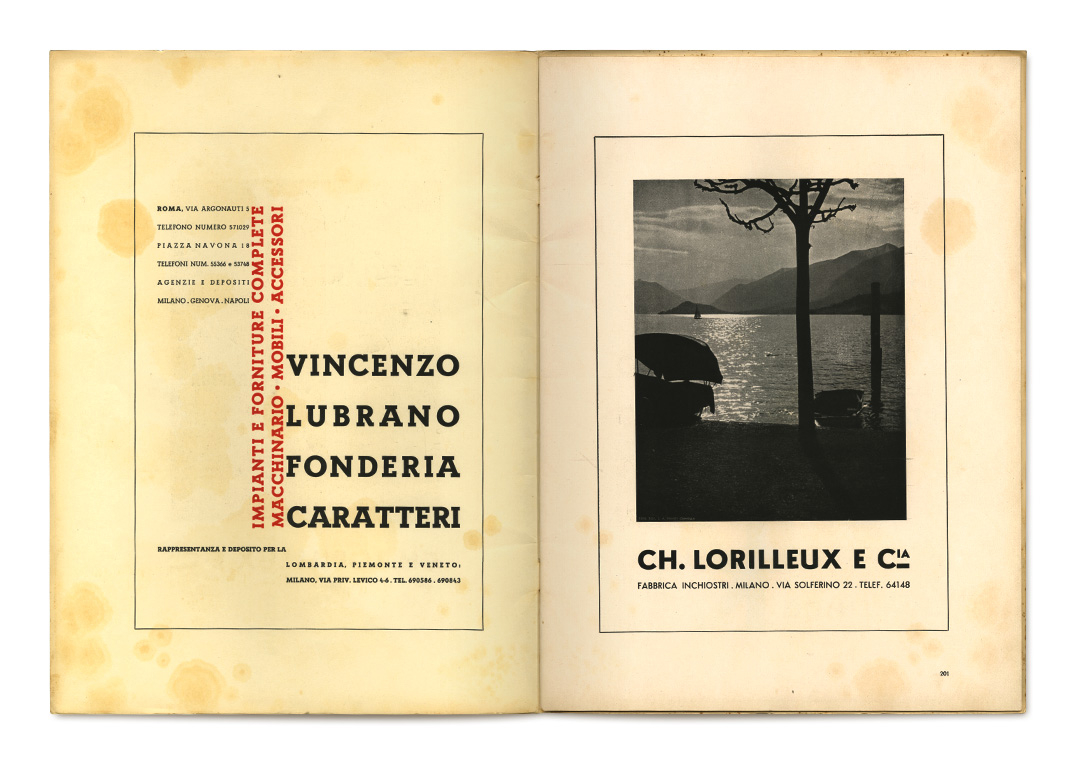 ROMA, VIA ARGONAUTI 5
TELEFONO NUMERO 571029
PIAZZA NAVONA 18
TELEFONI NUM. 55366 e 53748
AGENZIE E DEPOSITI
MILANO . GENOVA . NAPOLI
IMPIANTI E FORNITURE COMPLETE
MACCHINARIO • MOBILI • ACCESSORI
VINCENZO
LUBRANO
FONDERIA
CARATTERI
RAPPRESENTANZA E DEPOSITO PER LA
LOMBARDIA, PIEMONTE E VENETO;
MILANO, VIA PRIV. LEVICO 4-6 . TEL. 690586 . 690843
CH. LORILLEUX E CIA
FABBRICA INCHIOSTRI . MILANO . VIA SOLFERINO 22 . TELEF. 64148
201